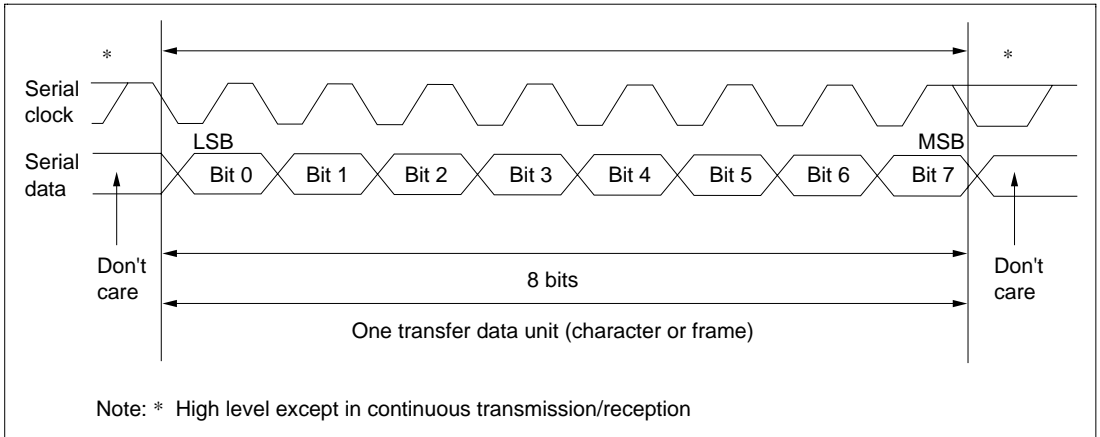 * *
Serial
clock
LSB MSB
Serial
data
Bit 0 Bit 1 Bit 2 Bit 3 Bit 4 Bit 5 Bit 6 Bit 7
Don't
care
8 bits
Don't
care
One transfer data unit (character or frame)
Note: * High level except in continuous transmission/reception